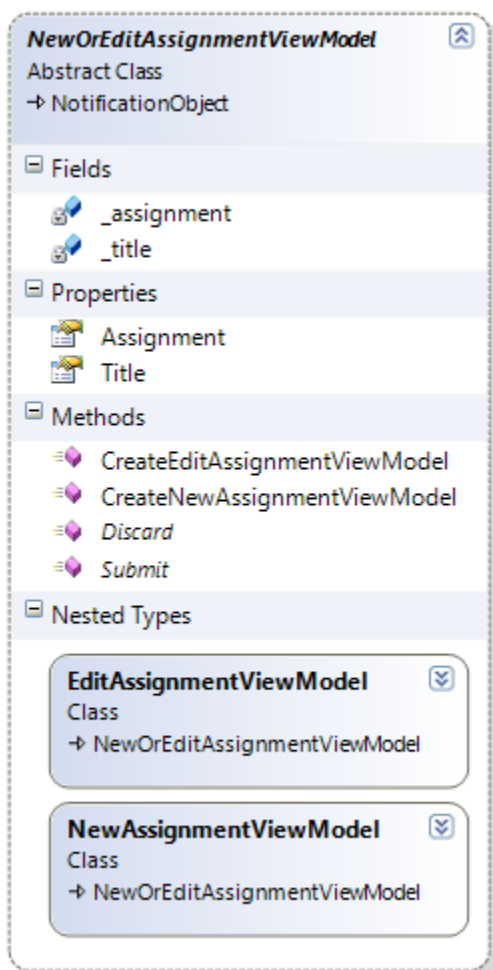 NewOrEditAssignmentViewModel
Abstract Class
NotificationObject
Fields
_assignment
_title
Properties
Assignment
Title
Methods
CreateEditAssignmentViewModel
CreateNewAssignmentViewModel
Discard
Submit
Nested Types
EditAssignmentViewModel
Class
NewOrEditAssignmentViewModel
NewAssignmentViewModel
Class
NewOrEditAssignmentViewModel